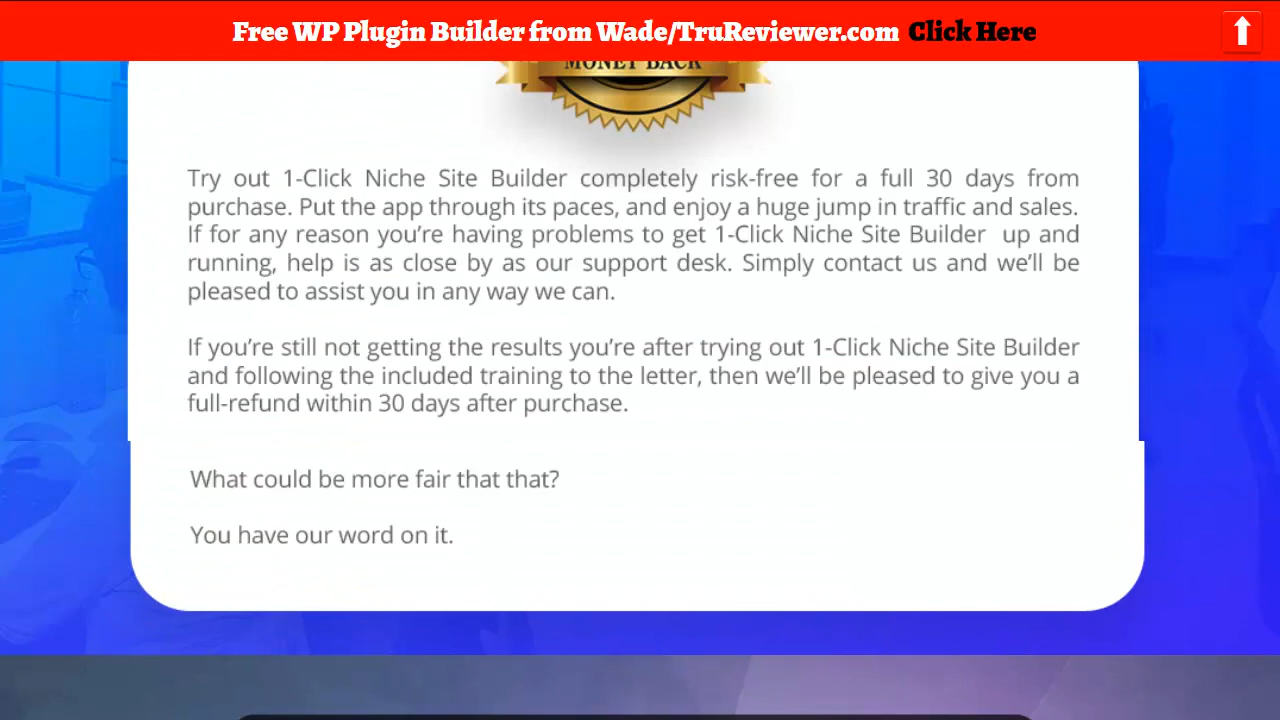 Free WP Plugin Builder from Wade/TruReviewer.com Click Here
MONEY BACK
Try out 1-Click Niche Site Builder completely risk-free for a full 30 days from
purchase. Put the app through its paces, and enjoy a huge jump in traffic and sales.
If for any reason you’re having problems to get 1-Click Niche Site Builder up and
running, help is as close by as our support desk. Simply contact us and we’ll be
pleased to assist you in any way we can.
If you’re still not getting the results you’re after trying out 1-Click Niche Site Builder
and following the included training to the letter, then we’ll be pleased to give you a
full-refund within 30 days after purchase.
What could be more fair that that?
You have our word on it.